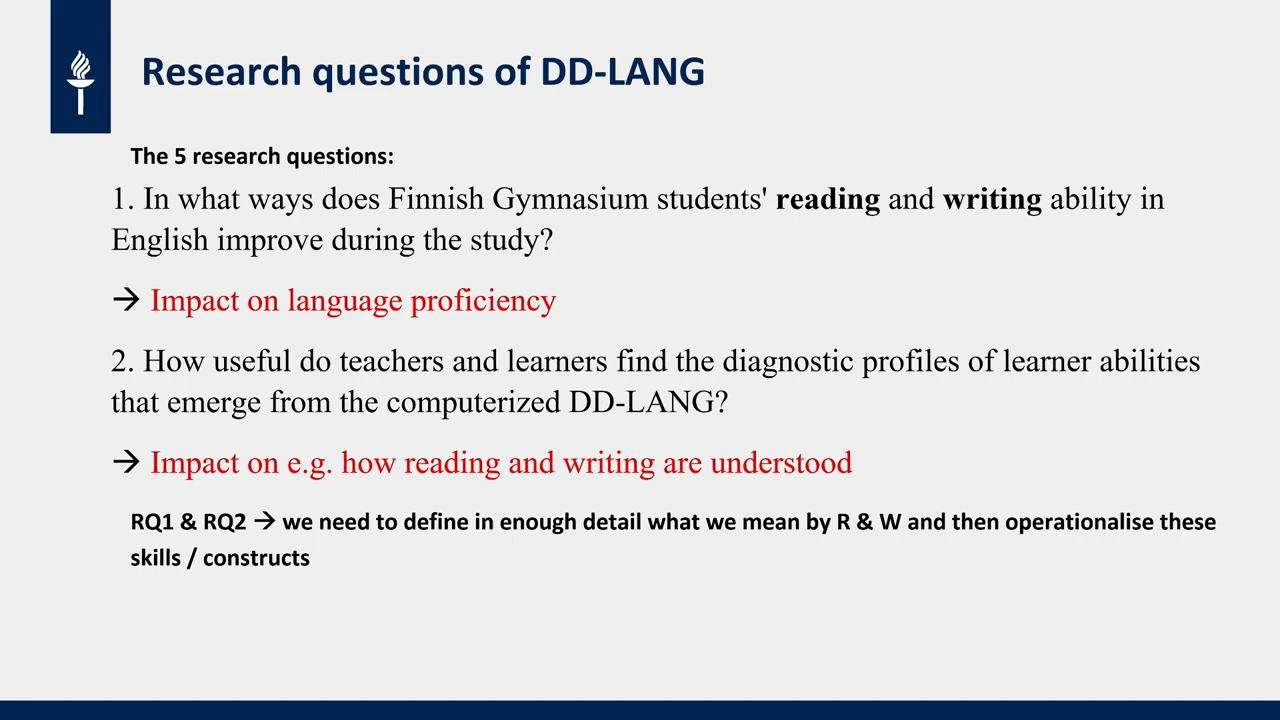 Research questions of DD-LANG
The 5 research questions:
1. In what ways does Finnish Gymnasium students' reading and writing ability in
English improve during the study?
→ Impact on language proficiency
2. How useful do teachers and learners find the diagnostic profiles of learner abilities
that emerge from the computerized DD-LANG?
→ Impact on e.g. how reading and writing are understood
RQ1 & RQ2 → we need to define in enough detail what we mean by R & W and then operationalise these
skills / constructs